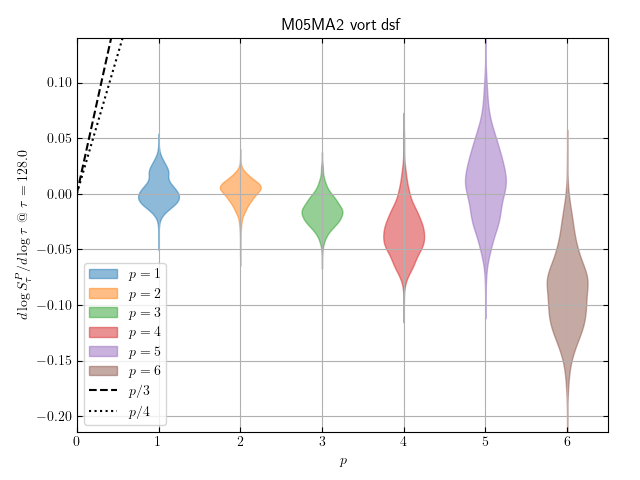 M05MA2 vort dsf
d log S_τ^p / d log τ @ τ = 128.0
0.10
0.05
0.00
−0.05
−0.10
−0.15
−0.20
p = 1
p = 2
p = 3
p = 4
p = 5
p = 6
p/3
p/4
0 1 2 3 4 5 6
p